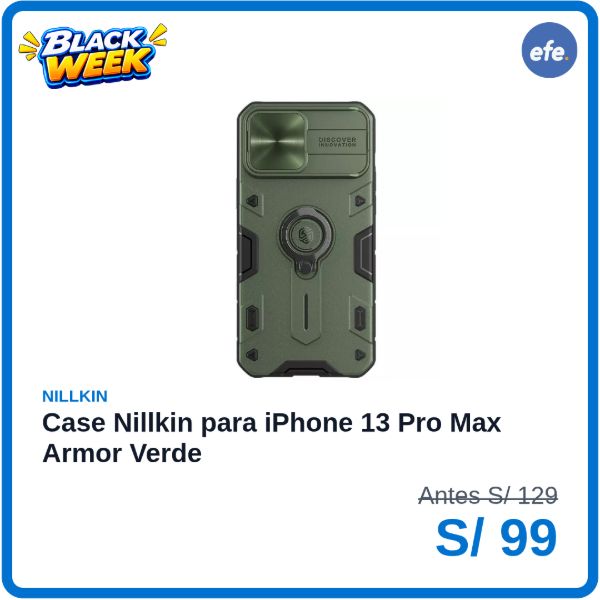 BLACK
WEEK
efe.
DISCOVER
INNOVATION
NILLKIN
Case Nillkin para iPhone 13 Pro Max
Armor Verde
Antes S/ 129
S/ 99